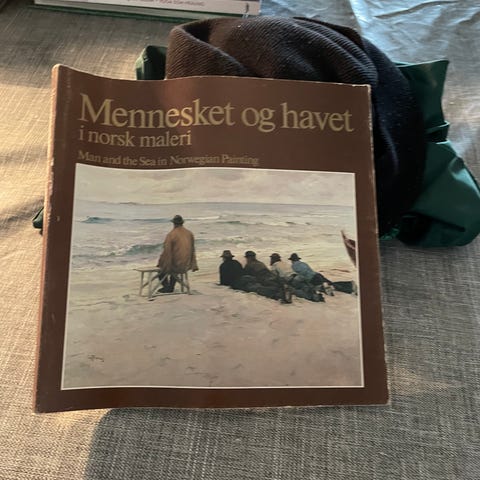 Mennesket og havet
i norsk maleri
Man and the Sea in Norwegian Painting